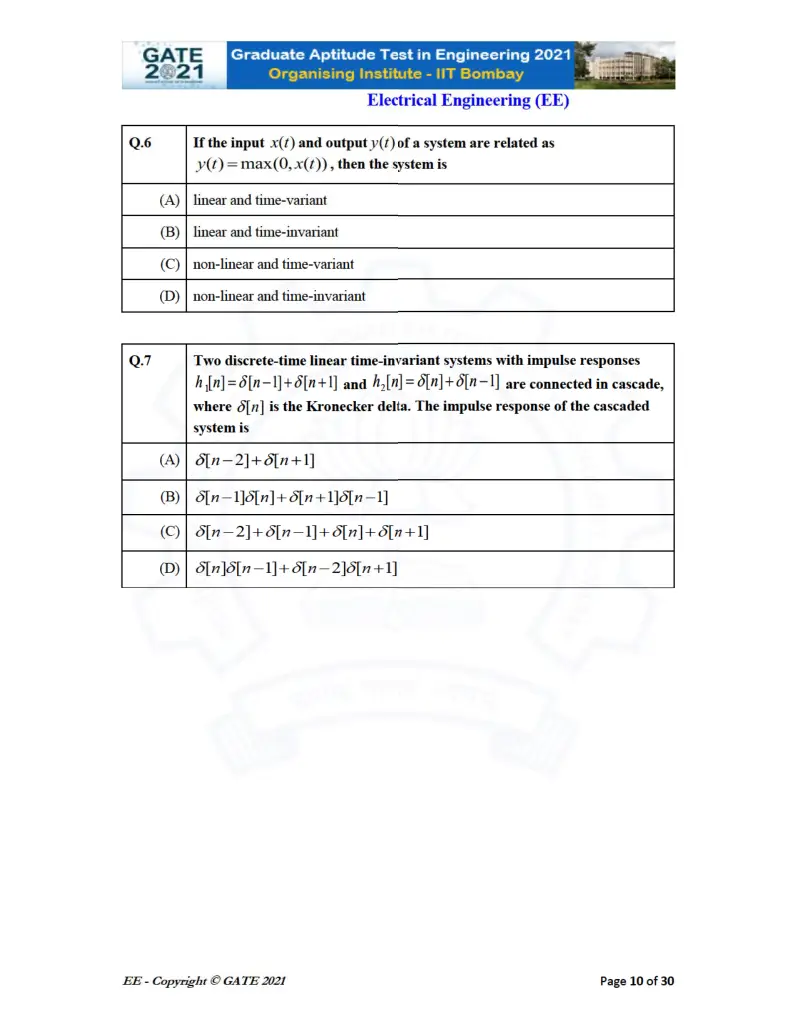 GATE
2021
Graduate Aptitude Test in Engineering 2021
Organising Institute - IIT Bombay
Electrical Engineering (EE)
Q.6
If the input x(t) and output y(t) of a system are related as
y(t) = max(0, x(t)), then the system is
(A) linear and time-variant
(B) linear and time-invariant
(C) non-linear and time-variant
(D) non-linear and time-invariant
Q.7
Two discrete-time linear time-invariant systems with impulse responses
h₁[n] = δ[n−1] + δ[n+1] and h₂[n] = δ[n] + δ[n−1] are connected in cascade,
where δ[n] is the Kronecker delta. The impulse response of the cascaded
system is
(A) δ[n−2] + δ[n+1]
(B) δ[n−1]δ[n] + δ[n+1]δ[n−1]
(C) δ[n−2] + δ[n−1] + δ[n] + δ[n+1]
(D) δ[n]δ[n−1] + δ[n−2]δ[n+1]
EE - Copyright © GATE 2021
Page 10 of 30